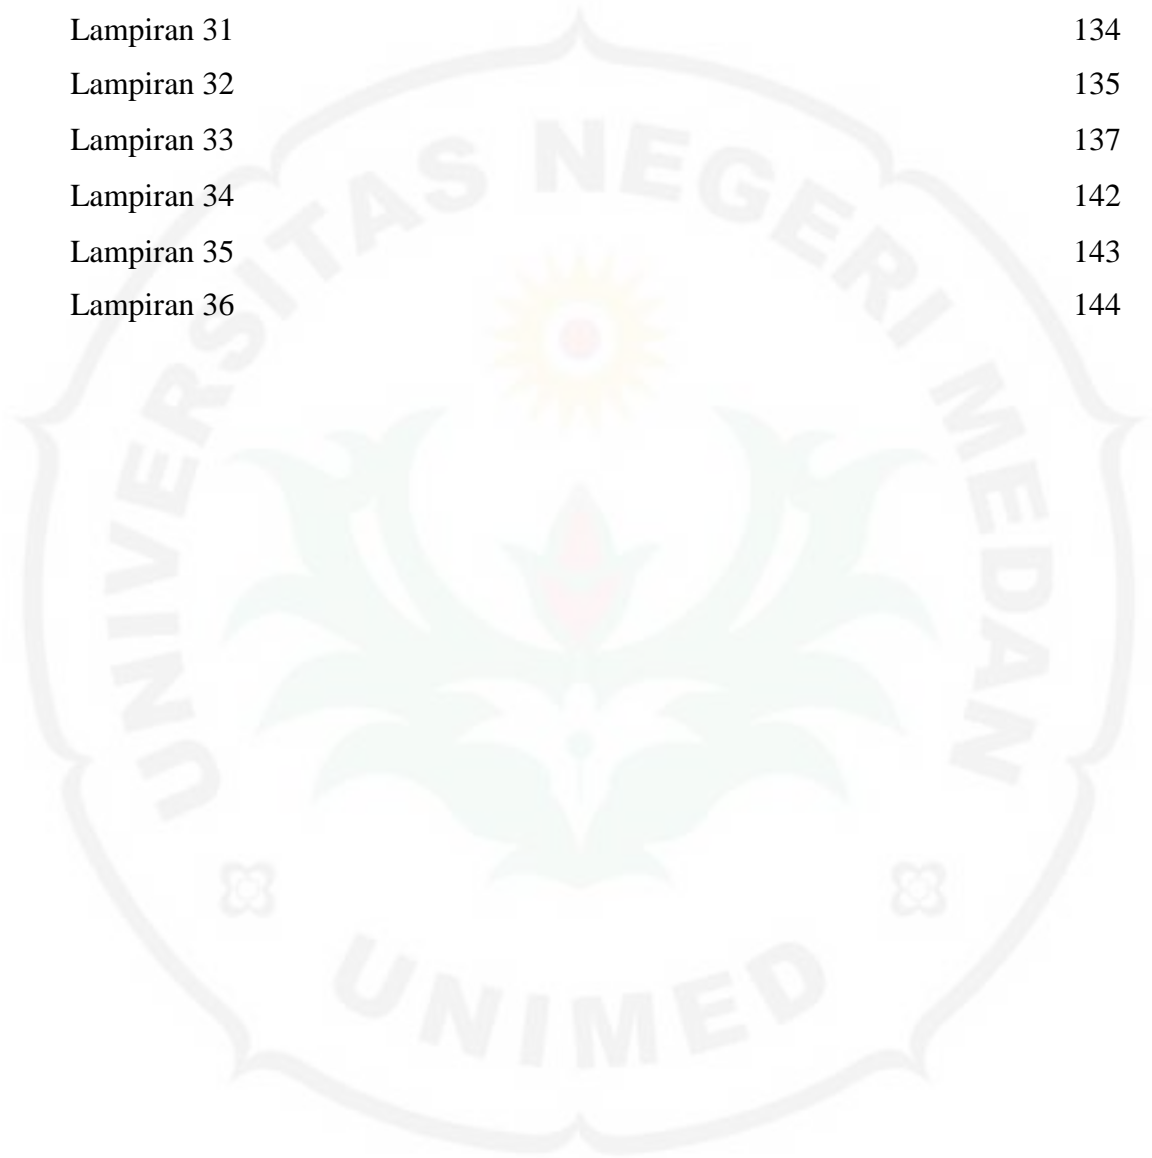 Lampiran 31 134
Lampiran 32 135
Lampiran 33 137
Lampiran 34 142
Lampiran 35 143
Lampiran 36 144
UNIVERSITAS NEGERI MEDAN
UNIMED